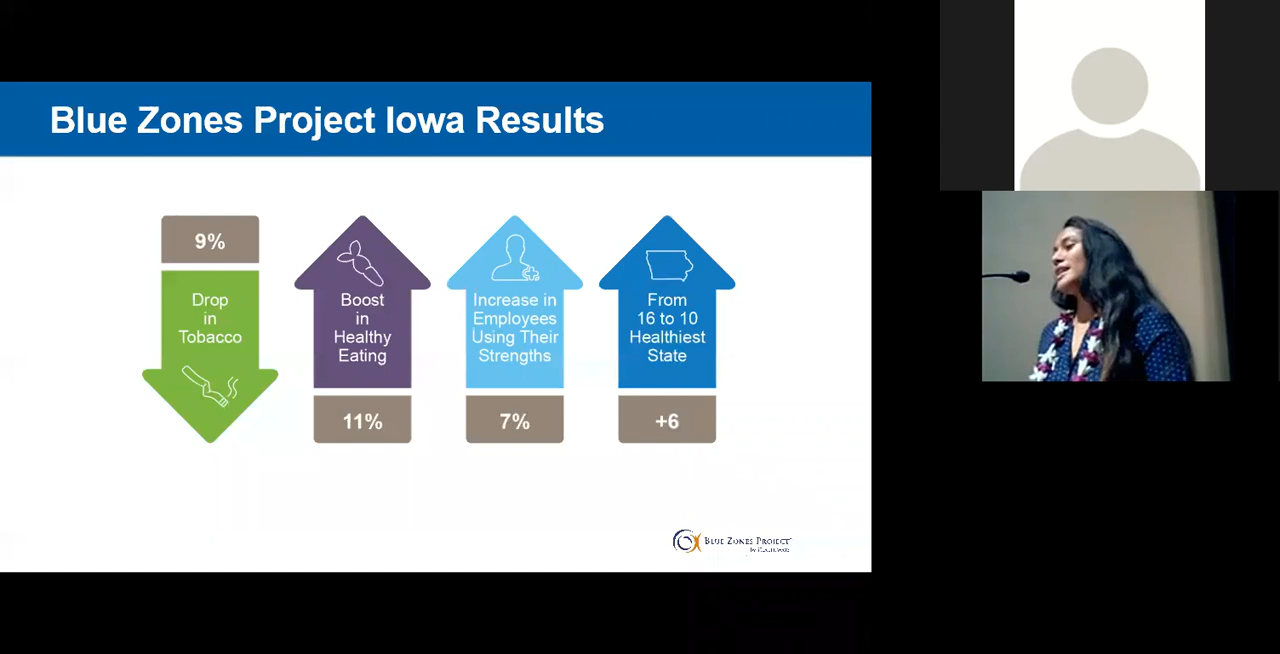 Blue Zones Project Iowa Results
9%
Drop
in
Tobacco
Boost
in
Healthy
Eating
11%
Increase in
Employees
Using Their
Strengths
7%
From
16 to 10
Healthiest
State
+6
BLUE ZONES PROJECT